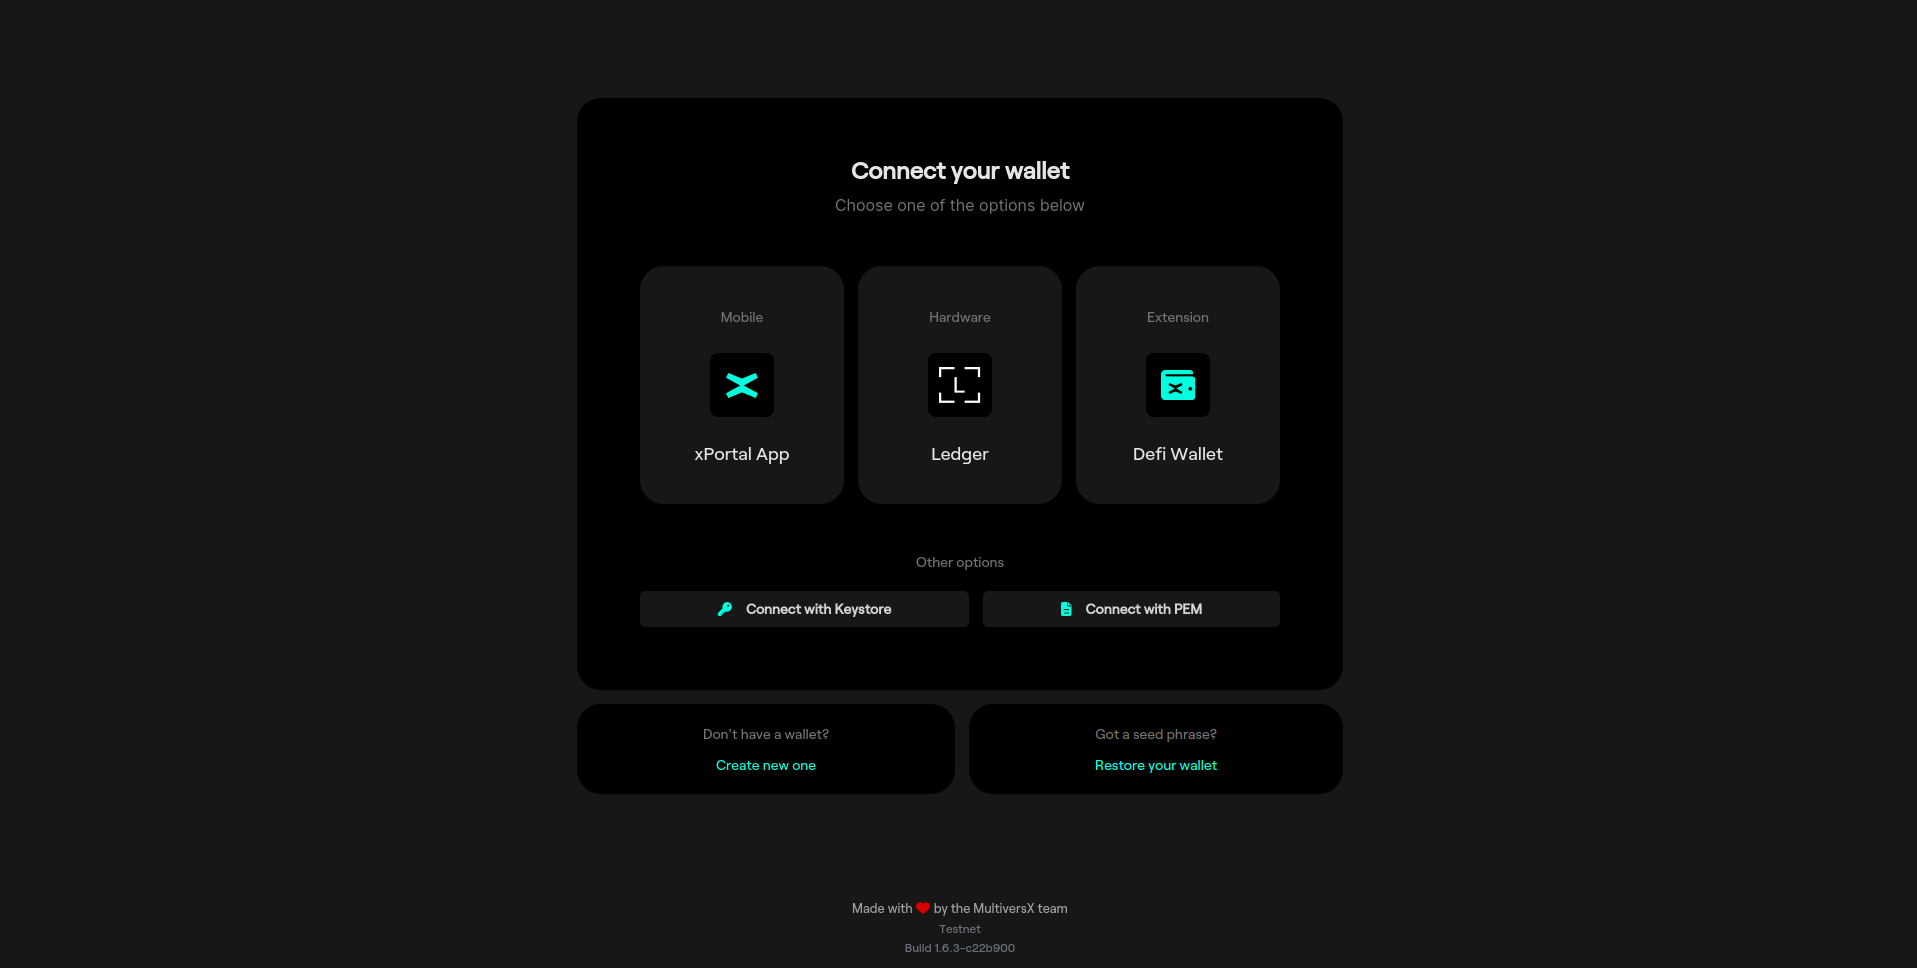 Connect your wallet
Choose one of the options below
Mobile
Hardware
Extension
L
xPortal App
Ledger
Defi Wallet
Other options
Connect with Keystore
Connect with PEM
Don't have a wallet?
Got a seed phrase?
Create new one
Restore your wallet
Made with ❤ by the MultiversX team
Testnet
Build 1.6.3-c22b900